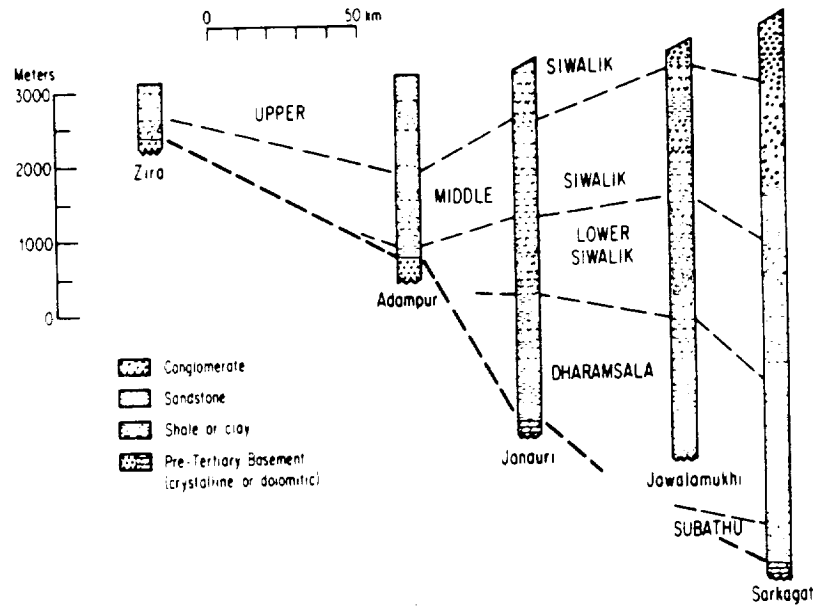 0 50 km
SIWALIK
Meters
3000
UPPER
2000
Zira
MIDDLE
SIWALIK
1000
LOWER
SIWALIK
Adampur
0
DHARAMSALA
Conglomerate
Sandstone
Shale or clay
Pre-Tertiary Basement
(crystalline or dolomitic)
Janauri
Jawalamukhi
SUBATHU
Sarkagat